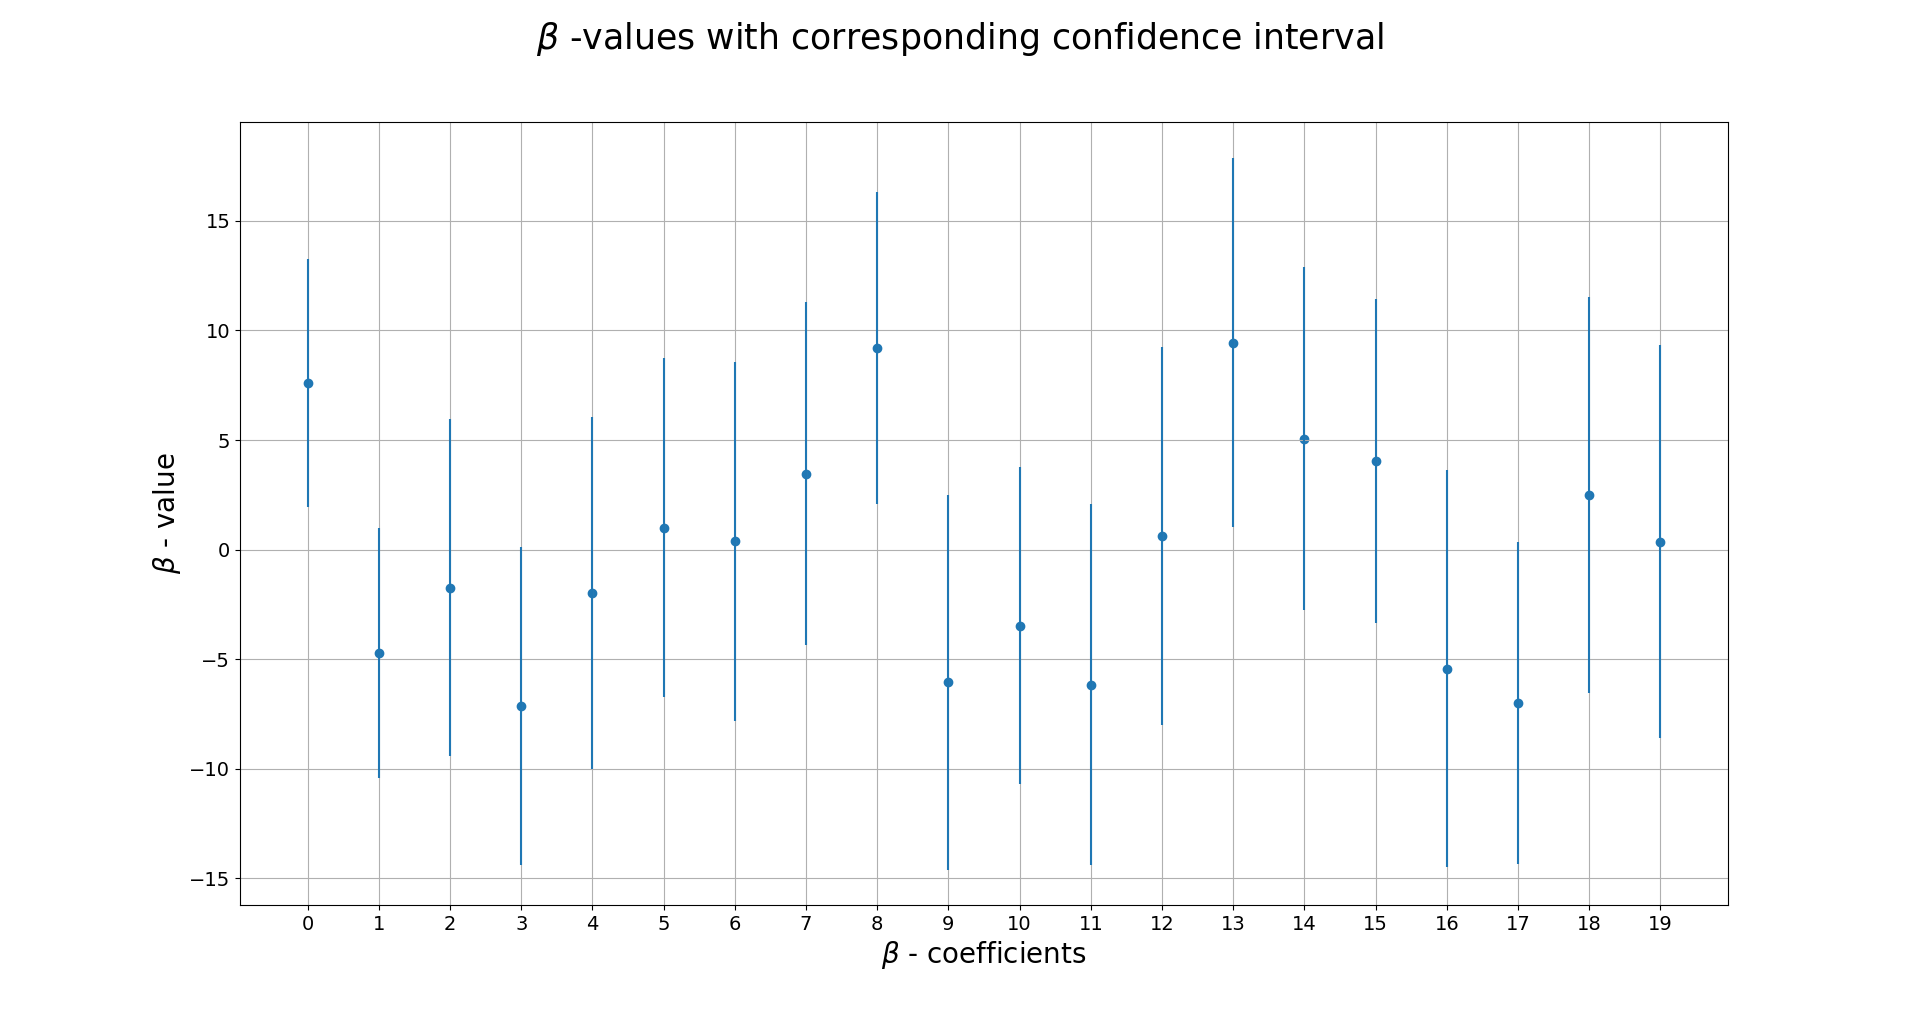 β -values with corresponding confidence interval
β - value
15
10
5
0
−5
−10
−15
0 1 2 3 4 5 6 7 8 9 10 11 12 13 14 15 16 17 18 19
β - coefficients